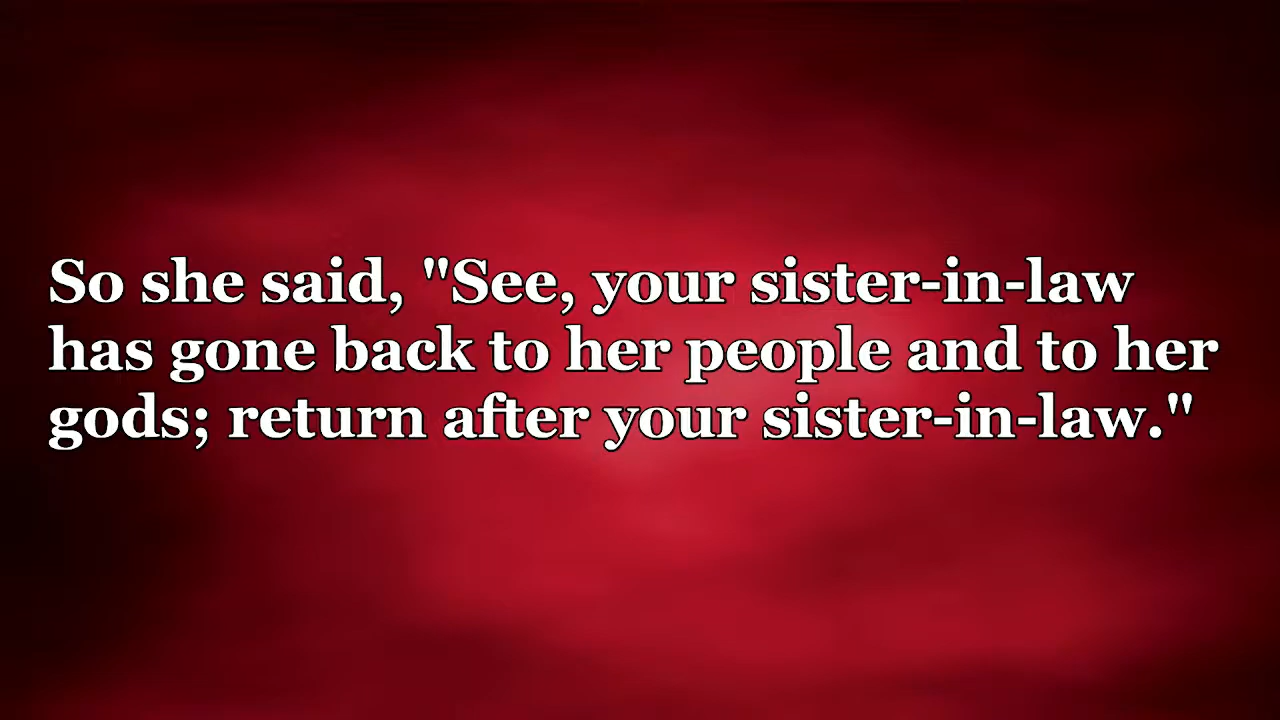 So she said, "See, your sister-in-law
has gone back to her people and to her
gods; return after your sister-in-law."